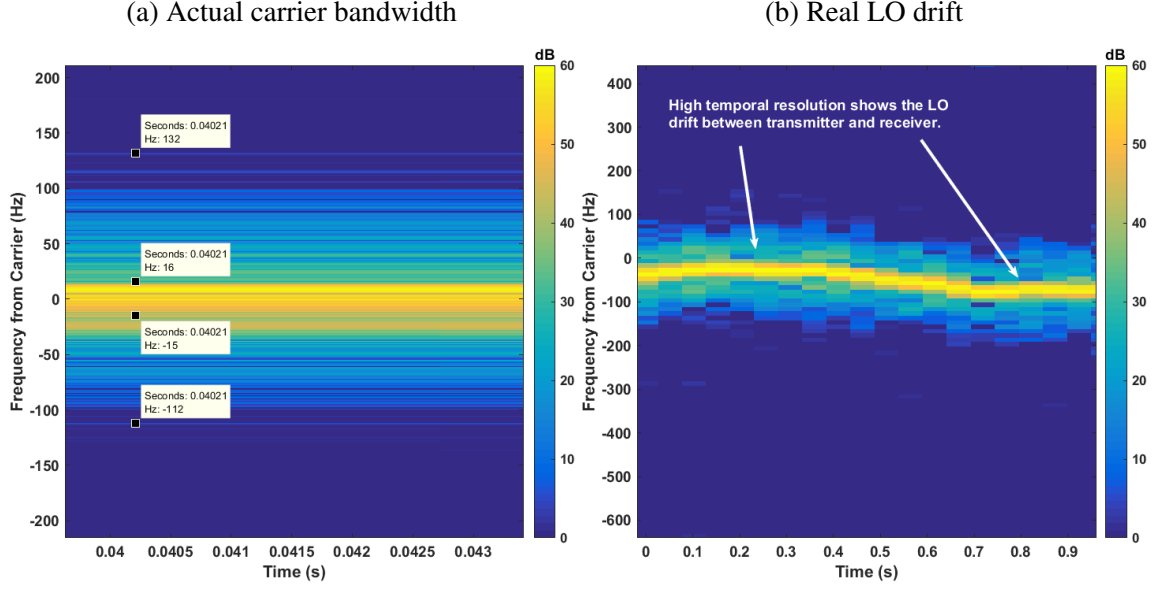 (a) Actual carrier bandwidth
dB
200
150
100
50
0
-50
-100
-150
-200
Frequency from Carrier (Hz)
Seconds: 0.04021
Hz: 132
Seconds: 0.04021
Hz: 16
Seconds: 0.04021
Hz: -15
Seconds: 0.04021
Hz: -112
0.04
0.0405
0.041
0.0415
0.042
0.0425
0.043
Time (s)
60
50
40
30
20
10
0
(b) Real LO drift
dB
400
300
200
100
0
-100
-200
-300
-400
-500
-600
Frequency from Carrier (Hz)
High temporal resolution shows the LO
drift between transmitter and receiver.
0
0.1
0.2
0.3
0.4
0.5
0.6
0.7
0.8
0.9
Time (s)
60
50
40
30
20
10
0